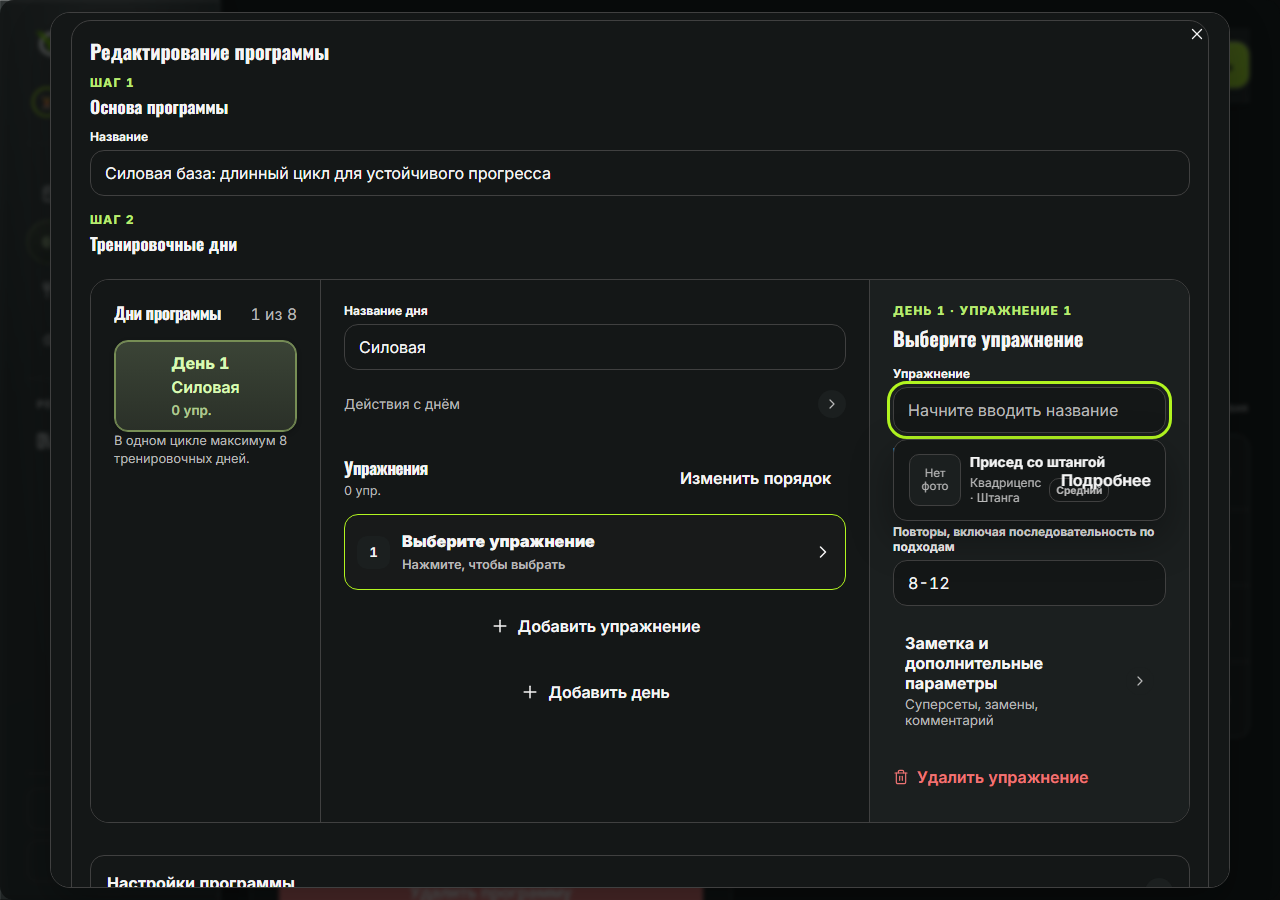 Редактирование программы
ШАГ 1
Основа программы
Название
Силовая база: длинный цикл для устойчивого прогресса
ШАГ 2
Тренировочные дни
Дни программы 1 из 8
День 1
Силовая
0 упр.
В одном цикле максимум 8
тренировочных дней.
Название дня
Силовая
Действия с днём
Упражнения
0 упр.
Изменить порядок
1
Выберите упражнение
Нажмите, чтобы выбрать
Добавить упражнение
Добавить день
ДЕНЬ 1 · УПРАЖНЕНИЕ 1
Выберите упражнение
Упражнение
Начните вводить название
Нет
фото
Присед со штангой
Квадрицепс
· Штанга
Средний
Подробнее
Повторы, включая последовательность по
подходам
8-12
Заметка и
дополнительные
параметры
Суперсеты, замены,
комментарий
Удалить упражнение
Настройки программы